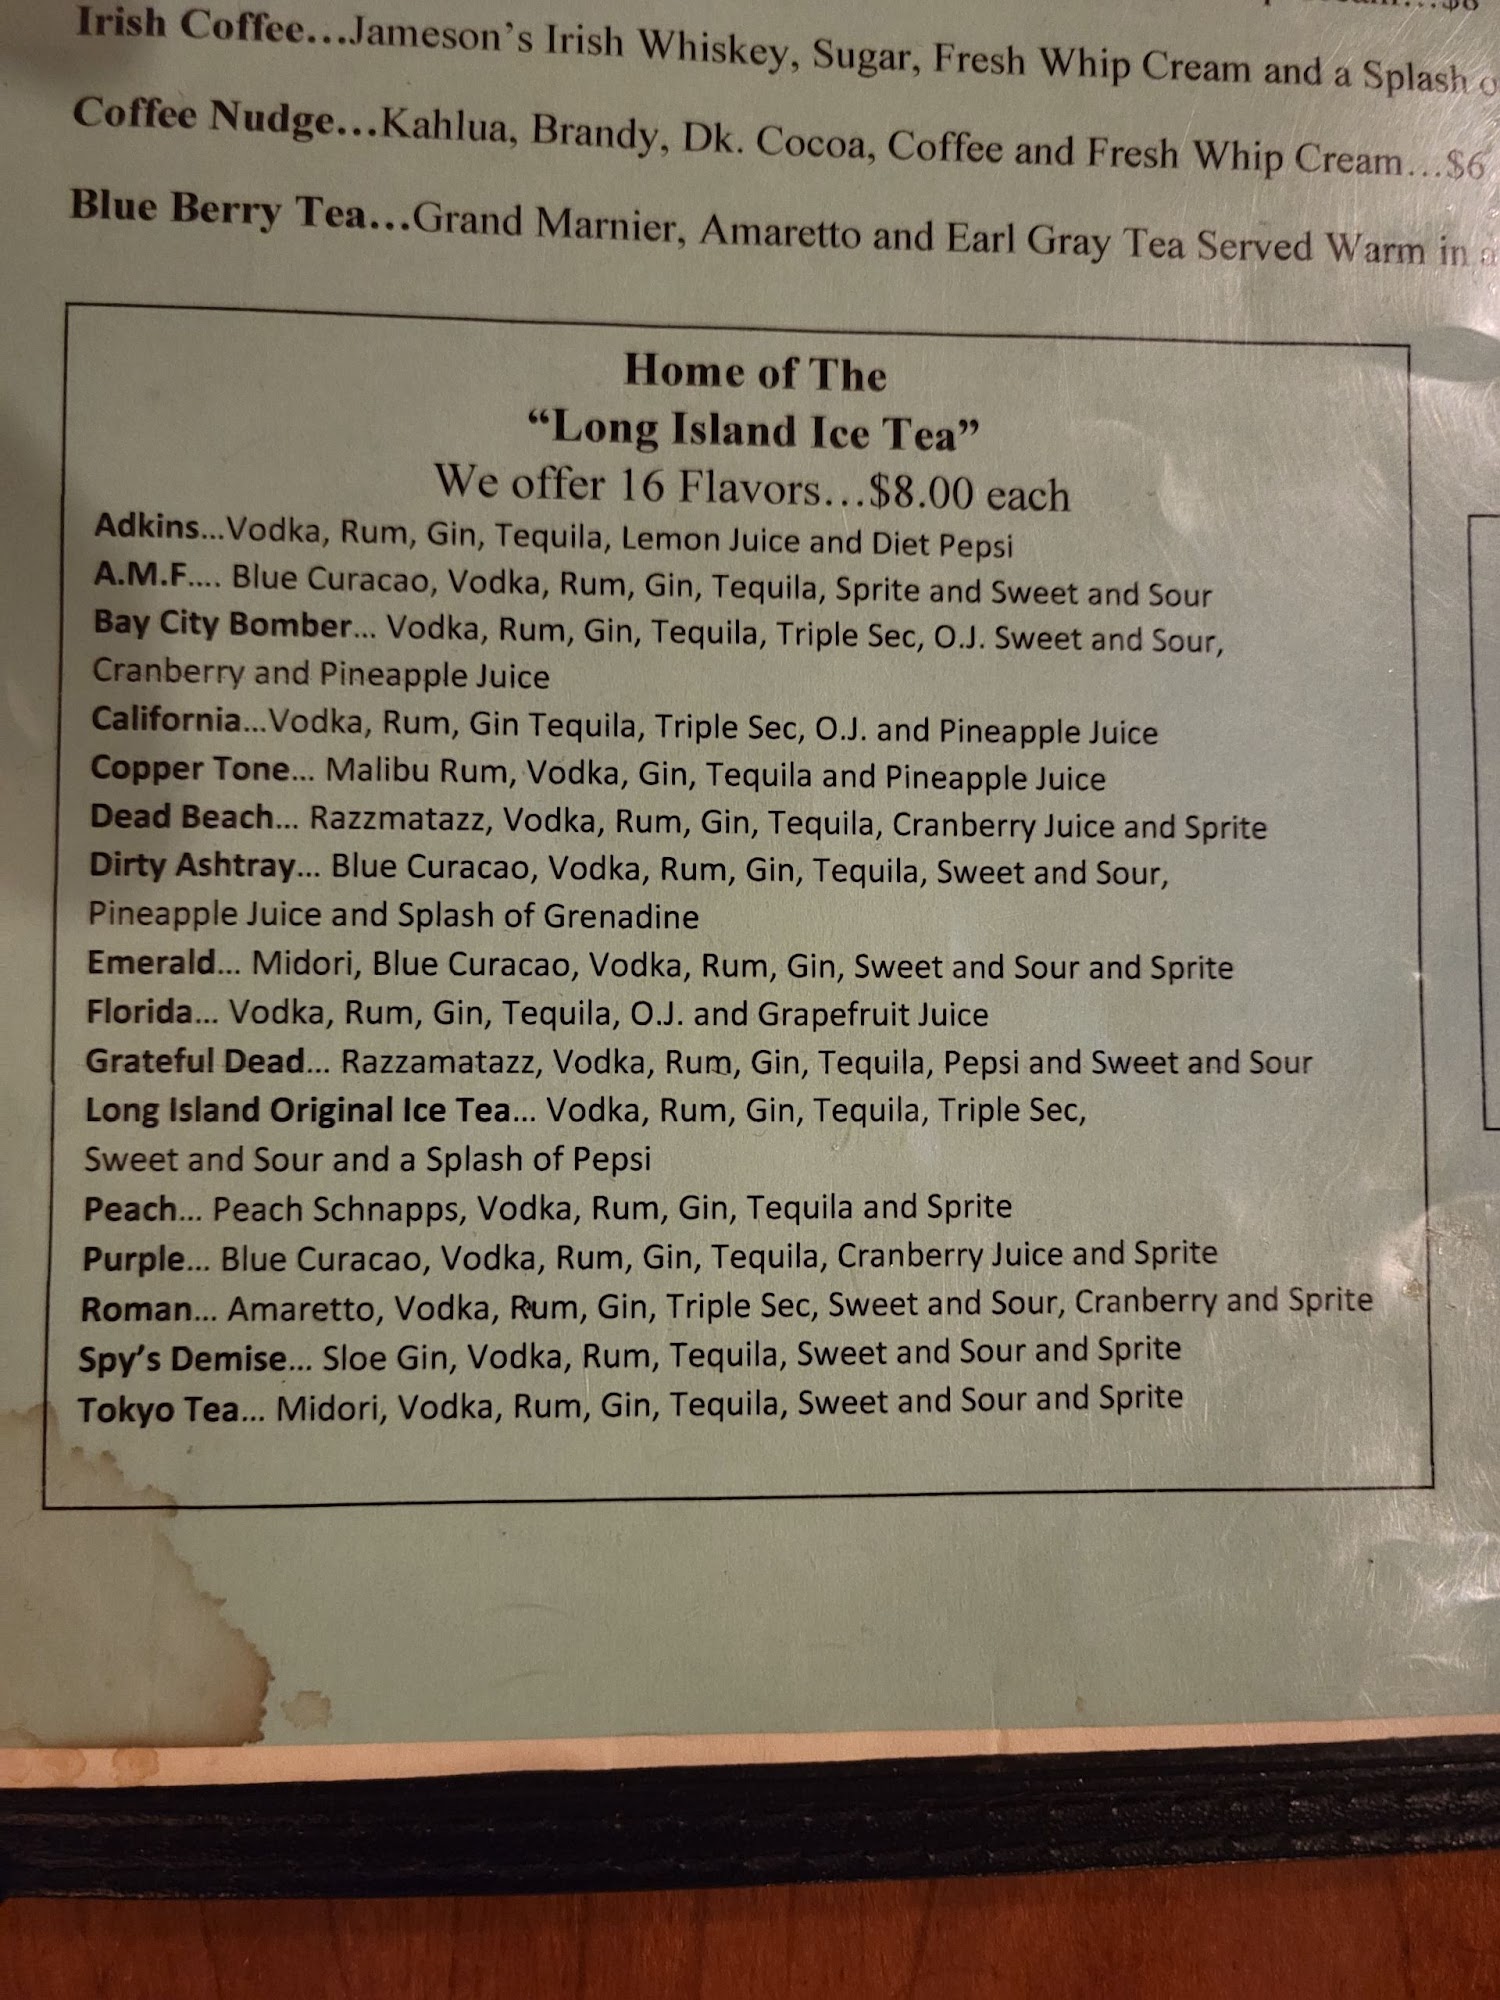 Irish Coffee...Jameson's Irish Whiskey, Sugar, Fresh Whip Cream and a Splash
Coffee Nudge...Kahlua, Brandy, Dk. Cocoa, Coffee and Fresh Whip Cream...$6
Blue Berry Tea...Grand Marnier, Amaretto and Earl Gray Tea Served Warm in a
Home of The
“Long Island Ice Tea”
We offer 16 Flavors...$8.00 each
Adkins...Vodka, Rum, Gin, Tequila, Lemon Juice and Diet Pepsi
A.M.F.... Blue Curacao, Vodka, Rum, Gin, Tequila, Sprite and Sweet and Sour
Bay City Bomber... Vodka, Rum, Gin, Tequila, Triple Sec, O.J. Sweet and Sour,
Cranberry and Pineapple Juice
California...Vodka, Rum, Gin Tequila, Triple Sec, O.J. and Pineapple Juice
Copper Tone... Malibu Rum, Vodka, Gin, Tequila and Pineapple Juice
Dead Beach... Razzmatazz, Vodka, Rum, Gin, Tequila, Cranberry Juice and Sprite
Dirty Ashtray... Blue Curacao, Vodka, Rum, Gin, Tequila, Sweet and Sour,
Pineapple Juice and Splash of Grenadine
Emerald... Midori, Blue Curacao, Vodka, Rum, Gin, Sweet and Sour and Sprite
Florida... Vodka, Rum, Gin, Tequila, O.J. and Grapefruit Juice
Grateful Dead... Razzamatazz, Vodka, Rum, Gin, Tequila, Pepsi and Sweet and Sour
Long Island Original Ice Tea... Vodka, Rum, Gin, Tequila, Triple Sec,
Sweet and Sour and a Splash of Pepsi
Peach... Peach Schnapps, Vodka, Rum, Gin, Tequila and Sprite
Purple... Blue Curacao, Vodka, Rum, Gin, Tequila, Cranberry Juice and Sprite
Roman... Amaretto, Vodka, Rum, Gin, Triple Sec, Sweet and Sour, Cranberry and Sprite
Spy's Demise... Sloe Gin, Vodka, Rum, Tequila, Sweet and Sour and Sprite
Tokyo Tea... Midori, Vodka, Rum, Gin, Tequila, Sweet and Sour and Sprite